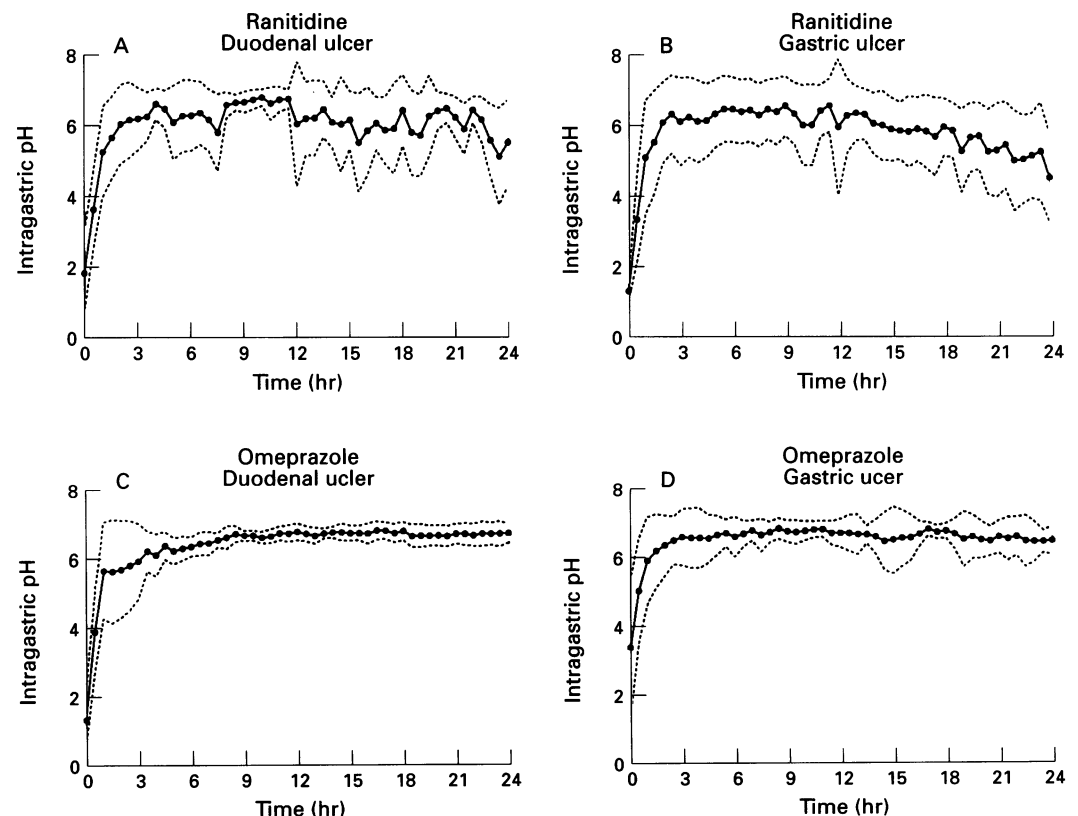 Ranitidine
Duodenal ulcer
A
8
6
4
2
0
Intragastric pH
0 3 6 9 12 15 18 21 24
Time (hr)
Ranitidine
Gastric ulcer
B
8
6
4
2
0
Intragastric pH
0 3 6 9 12 15 18 21 24
Time (hr)
Omeprazole
Duodenal ucler
C
8
6
4
2
0
Intragastric pH
0 3 6 9 12 15 18 21 24
Time (hr)
Omeprazole
Gastric ucer
D
8
6
4
2
0
Intragastric pH
0 3 6 9 12 15 18 21 24
Time (hr)